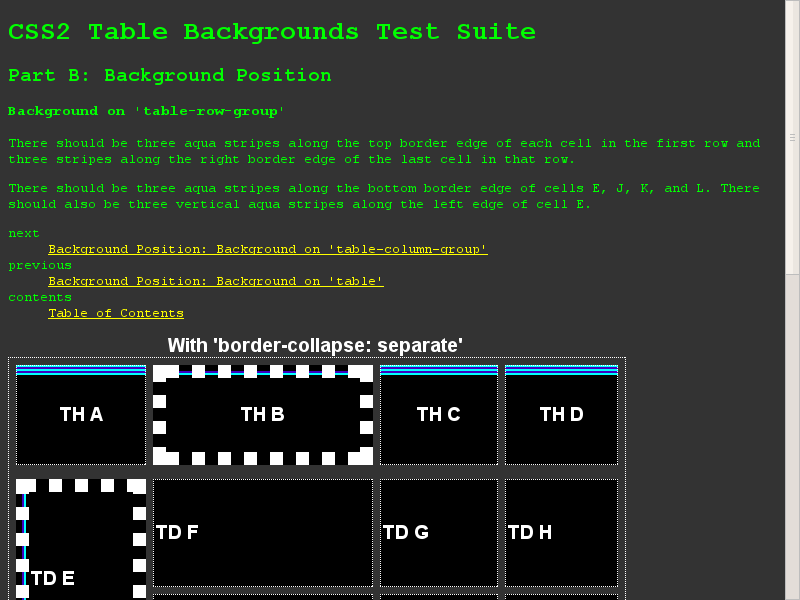 CSS2 Table Backgrounds Test Suite
Part B: Background Position
Background on 'table-row-group'
There should be three aqua stripes along the top border edge of each cell in the first row and
three stripes along the right border edge of the last cell in that row.
There should be three aqua stripes along the bottom border edge of cells E, J, K, and L. There
should also be three vertical aqua stripes along the left edge of cell E.
next
Background Position: Background on 'table-column-group'
previous
Background Position: Background on 'table'
contents
Table of Contents
With 'border-collapse: separate'
TH A TH B TH C TH D
TD F TD G TD H
TD E